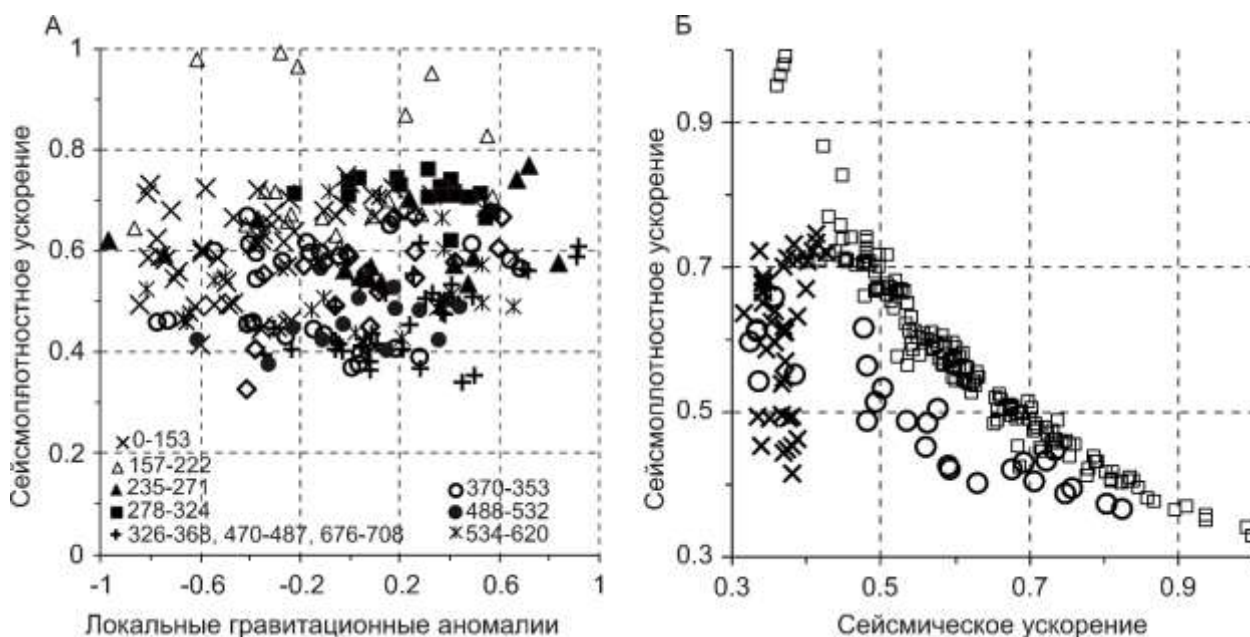 А
Сейсмоплотностное ускорение
1
0.8
0.6
0.4
0.2
0
-1 -0.6 -0.2 0.2 0.6 1
Локальные гравитационные аномалии
0-153
157-222
235-271
278-324
326-368, 470-487, 676-708
370-353
488-532
534-620
Б
Сейсмоплотностное ускорение
0.9
0.7
0.5
0.3
0.3 0.5 0.7 0.9
Сейсмическое ускорение